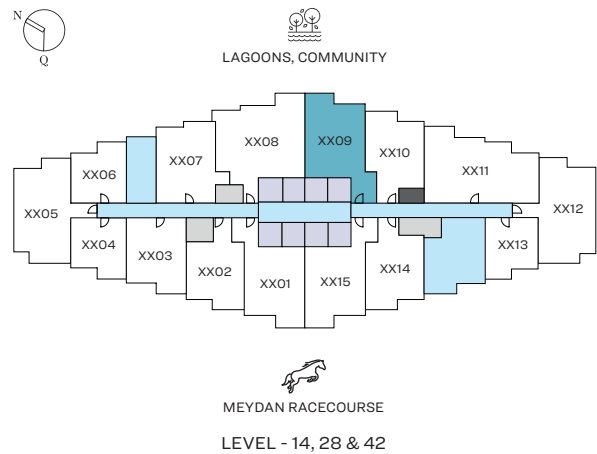 N
Q
LAGOONS, COMMUNITY
XX08
XX09
XX07
XX10
XX06
XX11
XX05
XX12
XX04
XX03
XX02
XX01
XX15
XX14
XX13
MEYDAN RACECOURSE
LEVEL - 14, 28 & 42